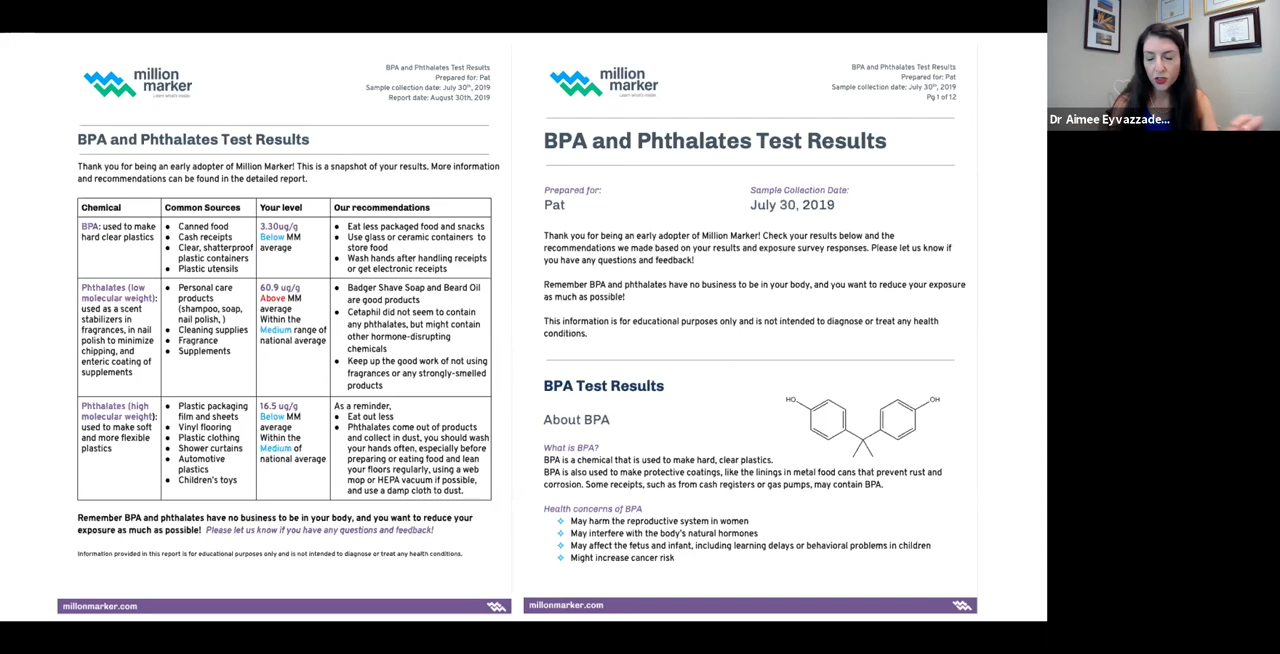 million
marker
Learn what's inside
BPA and Phthalates Test Results
Prepared for: Pat
Sample collection date: July 30th, 2019
Report date: August 30th, 2019
BPA and Phthalates Test Results
Thank you for being an early adopter of Million Marker! This is a snapshot of your results. More information
and recommendations can be found in the detailed report.
Chemical
Common Sources
Your level
Our recommendations
BPA: used to make
hard clear plastics
Canned food
Cash receipts
Clear, shatterproof
plastic containers
Plastic utensils
3.30ug/g
Below MM
average
Eat less packaged food and snacks
Use glass or ceramic containers to
store food
Wash hands after handling receipts
or get electronic receipts
Phthalates (low
molecular weight):
used as a scent
stabilizers in
fragrances, in nail
polish to minimize
chipping, and
enteric coating of
supplements
Personal care
products
(shampoo, soap,
nail polish, )
Cleaning supplies
Fragrance
Supplements
60.9 ug/g
Above MM
average
Within the
Medium range of
national average
Badger Shave Soap and Beard Oil
are good products
Cetaphil did not seem to contain
any phthalates, but might contain
other hormone-disrupting
chemicals
Keep up the good work of not using
fragrances or any strongly-smelled
products
Phthalates (high
molecular weight):
used to make soft
and more flexible
plastics
Plastic packaging
film and sheets
Vinyl flooring
Plastic clothing
Shower curtains
Automotive
plastics
Children's toys
16.5 ug/g
Below MM
average
Within the
Medium of
national average
As a reminder,
Eat out less
Phthalates come out of products
and collect in dust, you should wash
your hands often, especially before
preparing or eating food and lean
your floors regularly, using a web
mop or HEPA vacuum if possible,
and use a damp cloth to dust.
Remember BPA and phthalates have no business to be in your body, and you want to reduce your
exposure as much as possible! Please let us know if you have any questions and feedback!
Information provided in this report is for educational purposes only and is not intended to diagnose or treat any health conditions.
millonmarker.com
million
marker
Learn what's inside
BPA and Phthalates Test Results
Prepared for: Pat
Sample collection date: July 30th, 2019
Pg 1 of 12
BPA and Phthalates Test Results
Prepared for:
Pat
Sample Collection Date:
July 30, 2019
Thank you for being an early adopter of Million Marker! Check your results below and the
recommendations we made based on your results and exposure survey responses. Please let us know if
you have any questions and feedback!
Remember BPA and phthalates have no business to be in your body, and you want to reduce your exposure
as much as possible!
This information is for educational purposes only and is not intended to diagnose or treat any health
conditions.
BPA Test Results
About BPA
HO
OH
What is BPA?
BPA is a chemical that is used to make hard, clear plastics.
BPA is also used to make protective coatings, like the linings in metal food cans that prevent rust and
corrosion. Some receipts, such as from cash registers or gas pumps, may contain BPA.
Health concerns of BPA
May harm the reproductive system in women
May interfere with the body's natural hormones
May affect the fetus and infant, including learning delays or behavioral problems in children
Might increase cancer risk
millonmarker.com
Dr Aimee Eyvazzade...